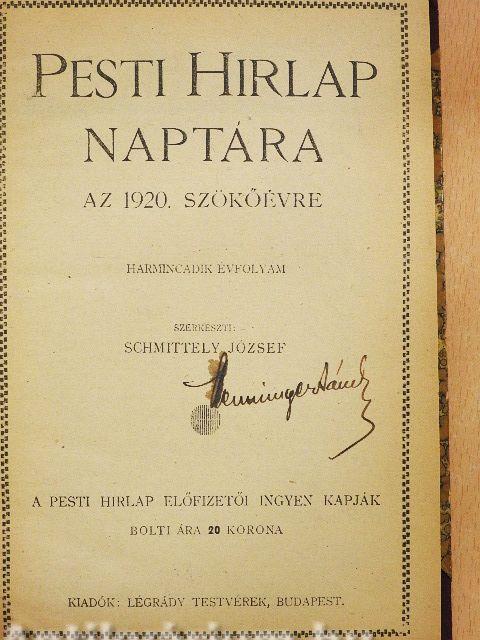 PESTI HIRLAP
NAPTÁRA
AZ 1920. SZÖKŐÉVRE
HARMINCADIK ÉVFOLYAM
SZERKESZTI:
SCHMITTELY JÓZSEF
A PESTI HIRLAP ELŐFIZETŐI INGYEN KAPJÁK
BOLTI ÁRA 20 KORONA
KIADÓK: LÉGRÁDY TESTVÉREK, BUDAPEST.